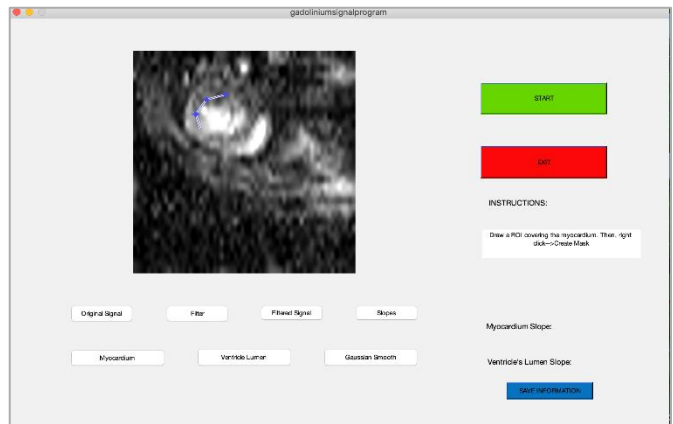 gadoliniumsignalprogram
START
EXIT
INSTRUCTIONS:
Draw a ROI covering the myocardium. Then, right
click-->Create Mask
Original Signal
Filter
Filtered Signal
Slopes
Myocardium Slope:
Myocardium
Ventricle Lumen
Gaussian Smooth
Ventricle's Lumen Slope:
SAVE INFORMATION